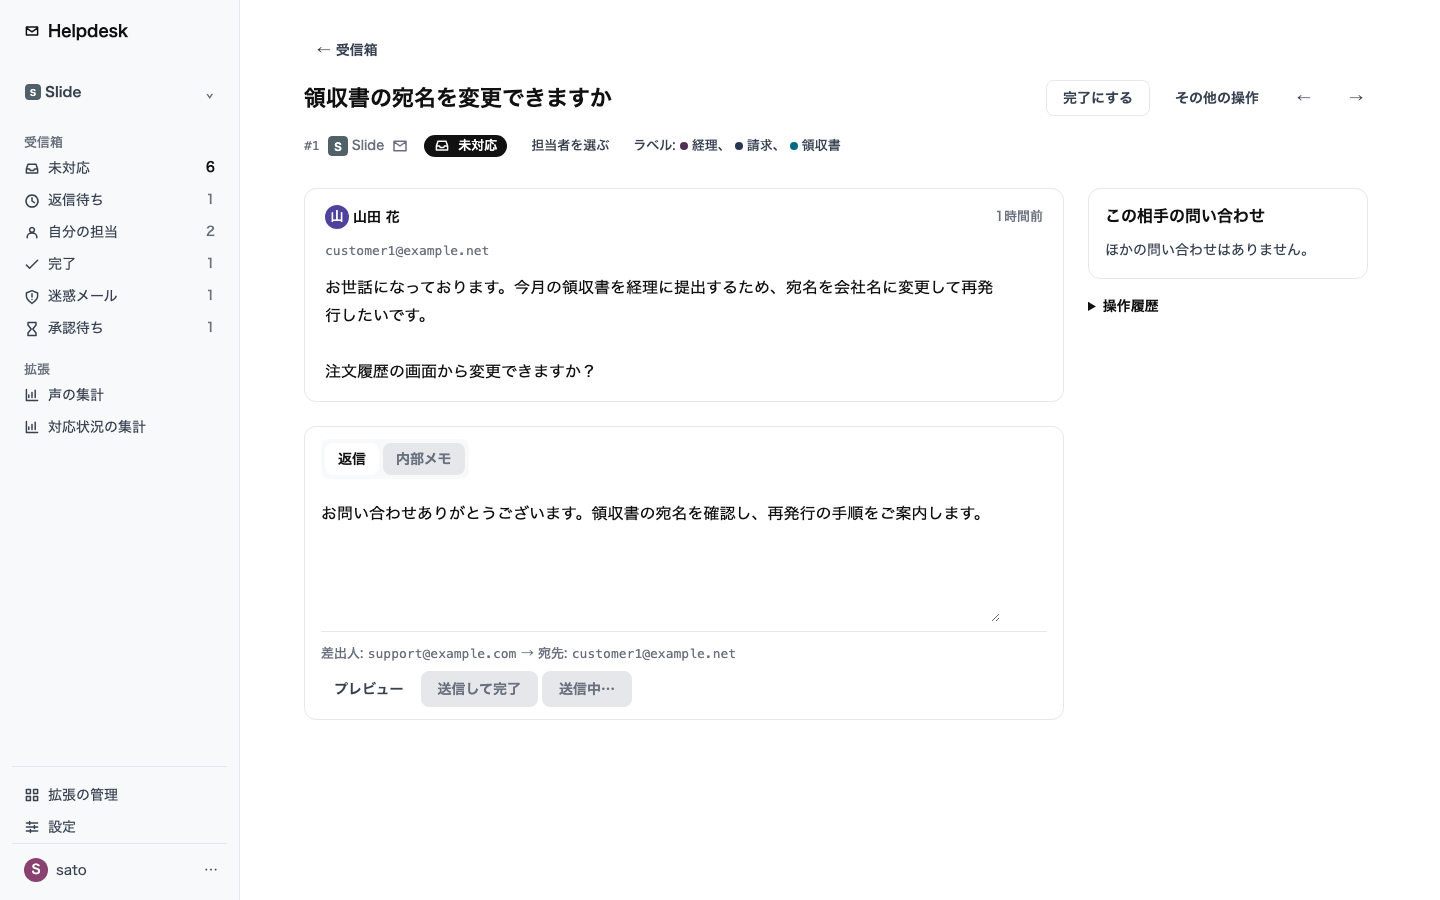 Helpdesk
S Slide
受信箱
未対応 6
返信待ち 1
自分の担当 2
完了 1
迷惑メール 1
承認待ち 1
拡張
声の集計
対応状況の集計
拡張の管理
設定
S sato …
← 受信箱
領収書の宛名を変更できますか
完了にする その他の操作 ← →
#1 S Slide 未対応 担当者を選ぶ ラベル: 経理、 請求、 領収書
山 山田 花 1時間前
customer1@example.net
お世話になっております。今月の領収書を経理に提出するため、宛名を会社名に変更して再発
行したいです。
注文履歴の画面から変更できますか？
返信 内部メモ
お問い合わせありがとうございます。領収書の宛名を確認し、再発行の手順をご案内します。
差出人: support@example.com → 宛先: customer1@example.net
プレビュー 送信して完了 送信中…
この相手の問い合わせ
ほかの問い合わせはありません。
▶ 操作履歴